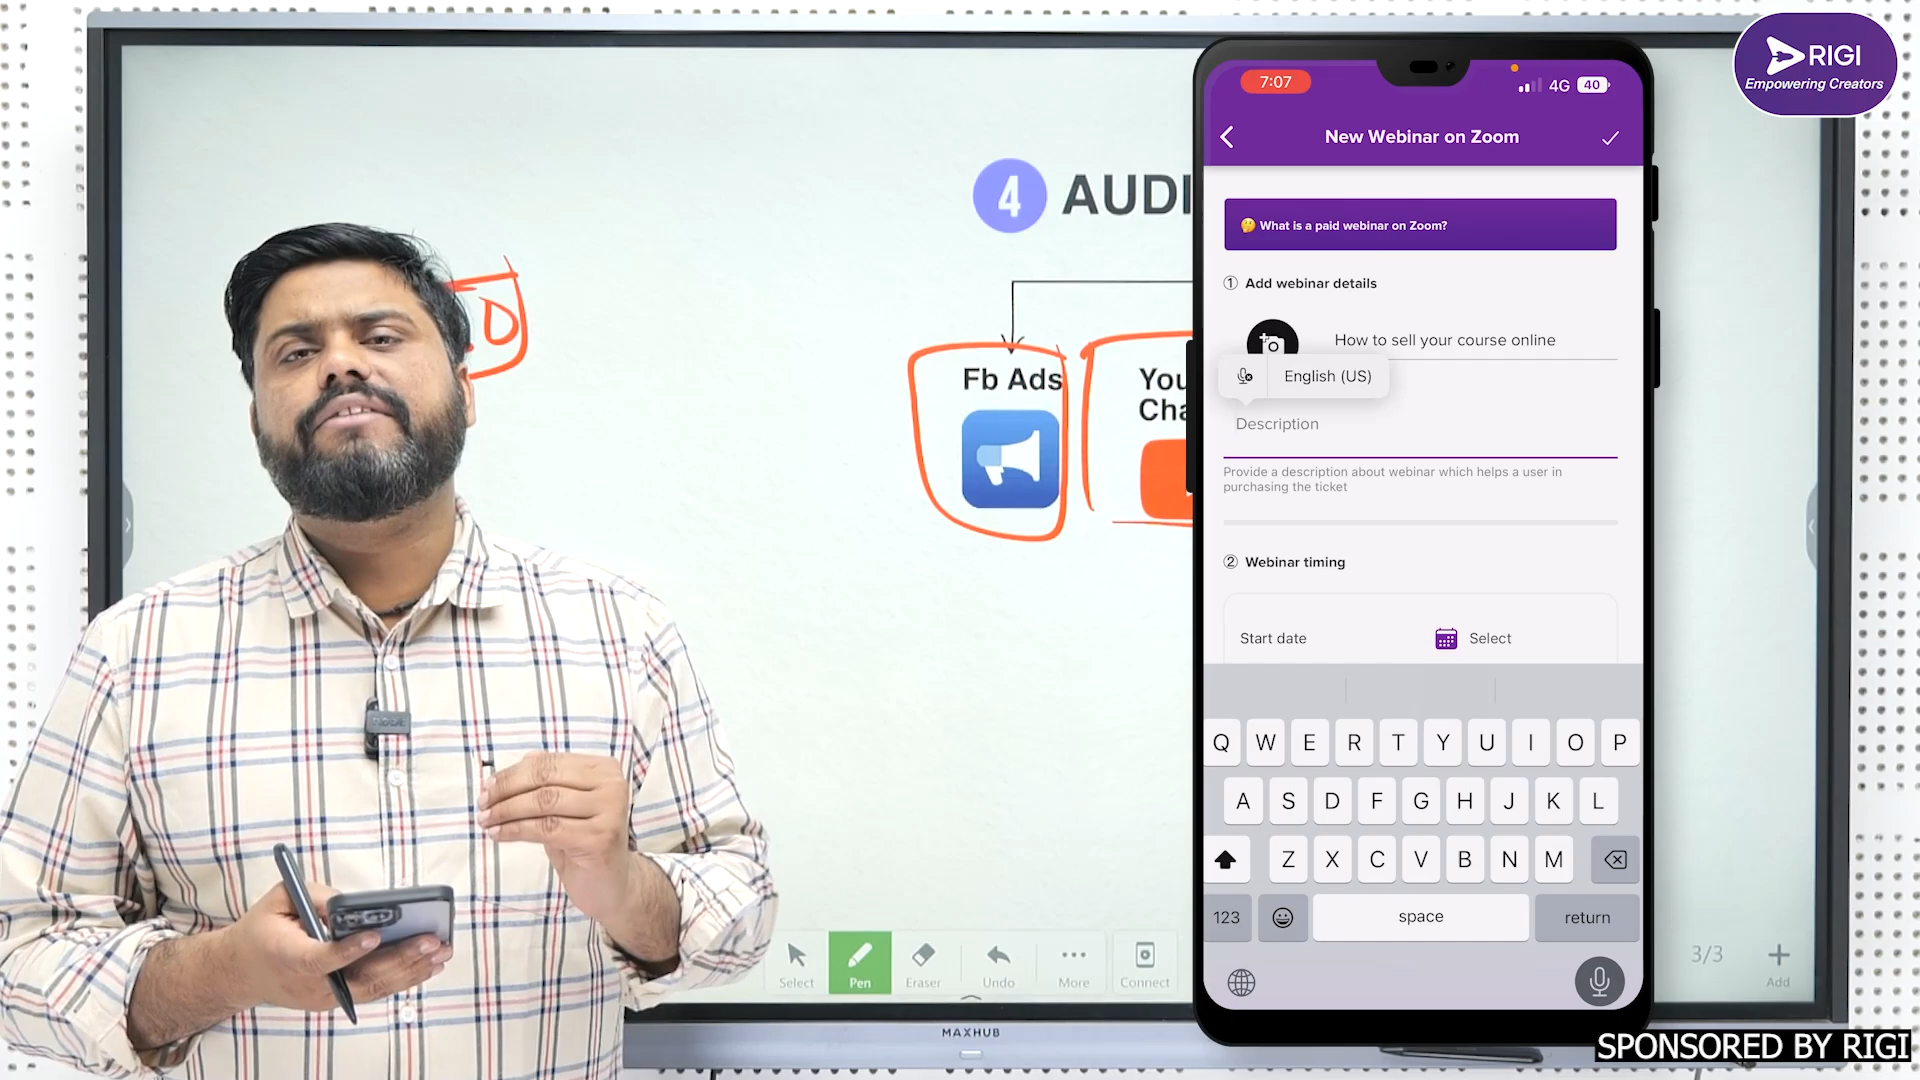 RIGI
Empowering Creators
7:07
4G
40
New Webinar on Zoom
What is a paid webinar on Zoom?
① Add webinar details
How to sell your course online
English (US)
Description
Provide a description about webinar which helps a user in
purchasing the ticket
② Webinar timing
Start date
Select
Q W E R T Y U I O P
A S D F G H J K L
Z X C V B N M
123
space
return
4
AUDI
Fb Ads
You
Cha
Select
Pen
Eraser
Undo
More
Connect
3/3
Add
MAXHUB
SPONSORED BY RIGI